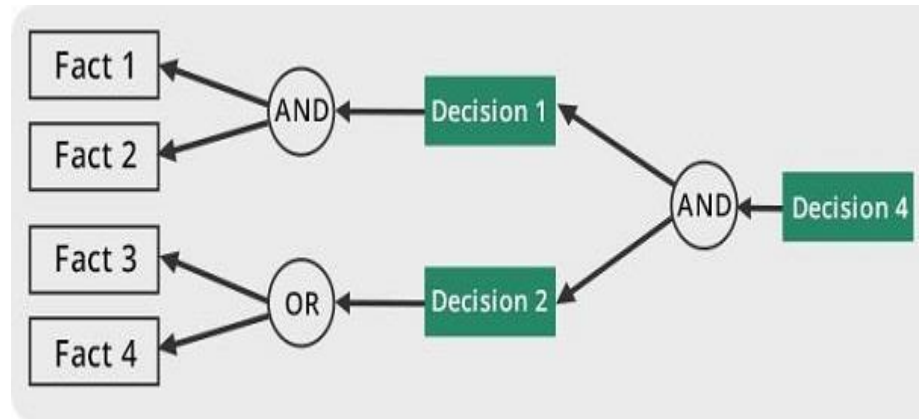 Fact 1
Fact 2
AND
Decision 1
AND
Decision 4
Fact 3
Fact 4
OR
Decision 2